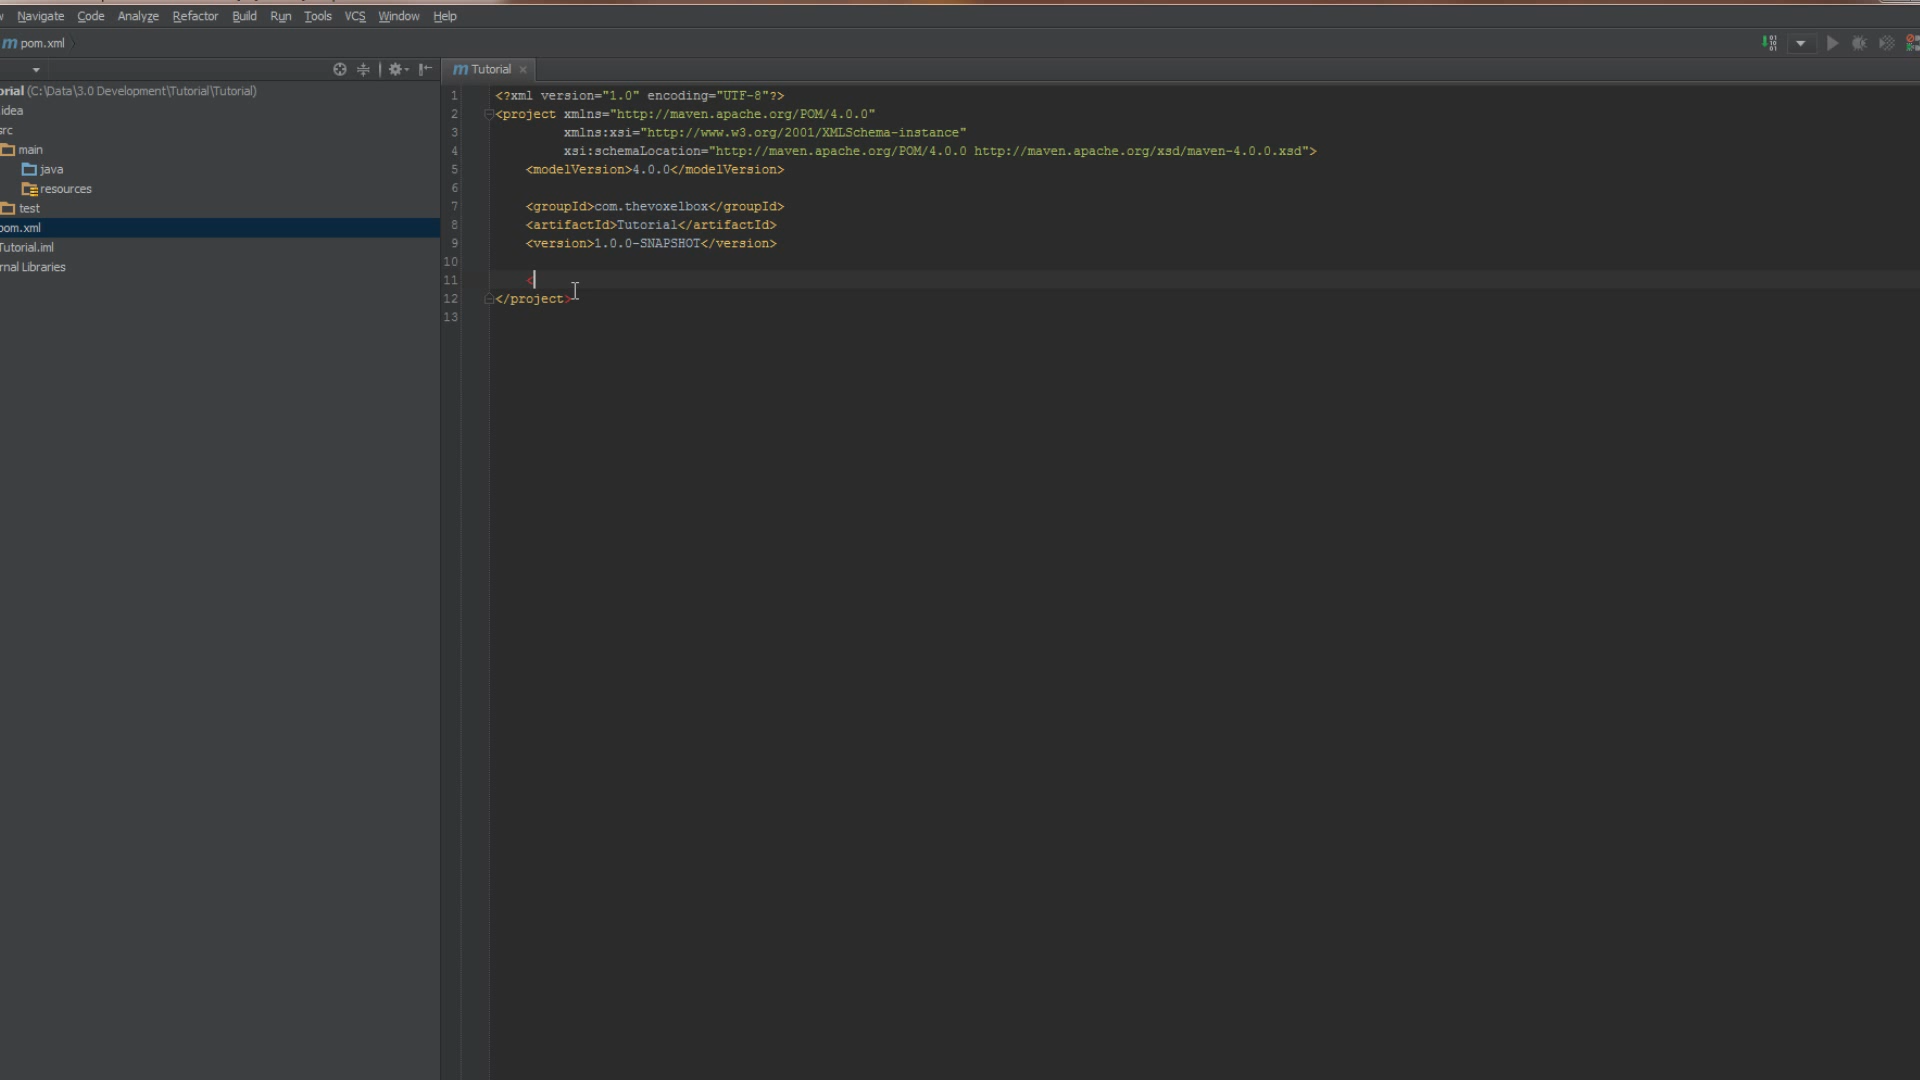 Navigate Code Analyze Refactor Build Run Tools VCS Window Help
pom.xml
m Tutorial
orial (C:\Data\3.0 Development\Tutorial\Tutorial)
idea
src
main
java
resources
test
pom.xml
Tutorial.iml
rnal Libraries
1 <?xml version="1.0" encoding="UTF-8"?>
2 <project xmlns="http://maven.apache.org/POM/4.0.0"
3 xmlns:xsi="http://www.w3.org/2001/XMLSchema-instance"
4 xsi:schemaLocation="http://maven.apache.org/POM/4.0.0 http://maven.apache.org/xsd/maven-4.0.0.xsd">
5 <modelVersion>4.0.0</modelVersion>
6
7 <groupId>com.thevoxelbox</groupId>
8 <artifactId>Tutorial</artifactId>
9 <version>1.0.0-SNAPSHOT</version>
10
11 <
12 </project>
13